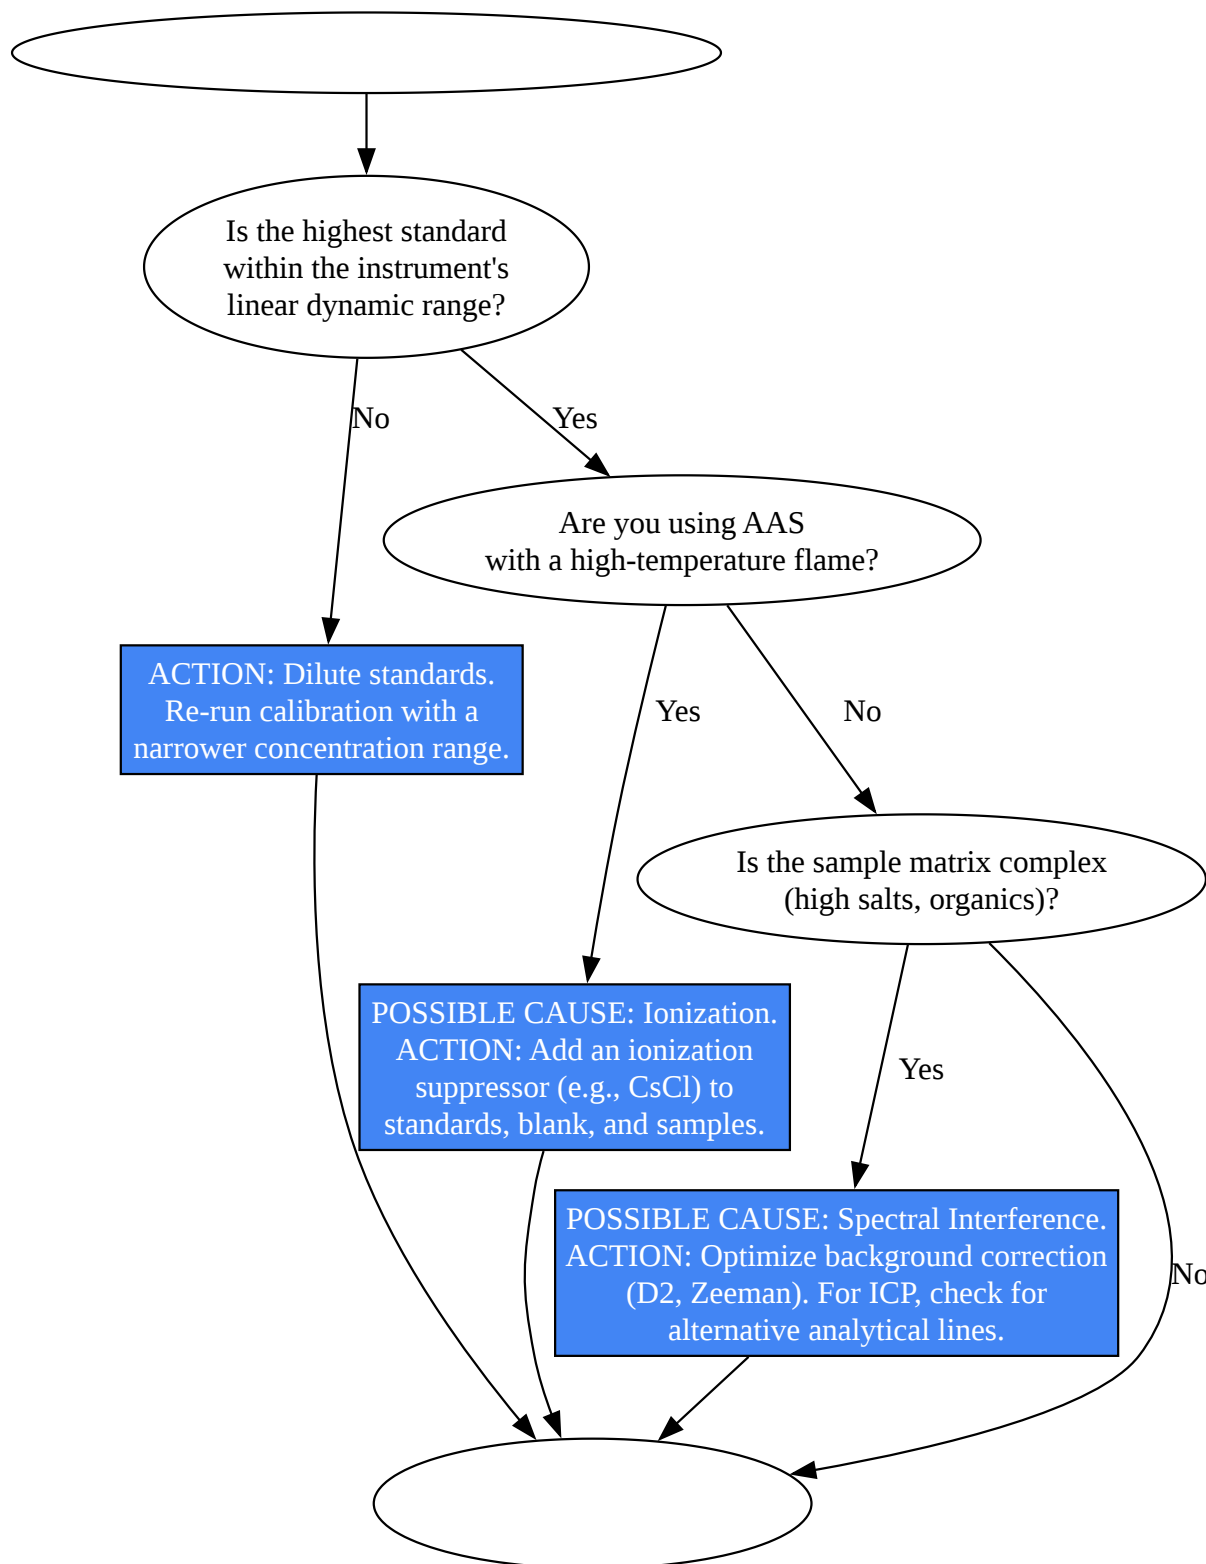 Is the highest standard
within the instrument's
linear dynamic range?
No
Yes
Are you using AAS
with a high-temperature flame?
ACTION: Dilute standards.
Re-run calibration with a
narrower concentration range.
Yes
No
Is the sample matrix complex
(high salts, organics)?
POSSIBLE CAUSE: Ionization.
ACTION: Add an ionization
suppressor (e.g., CsCl) to
standards, blank, and samples.
Yes
POSSIBLE CAUSE: Spectral Interference.
ACTION: Optimize background correction
(D2, Zeeman). For ICP, check for
alternative analytical lines.
No